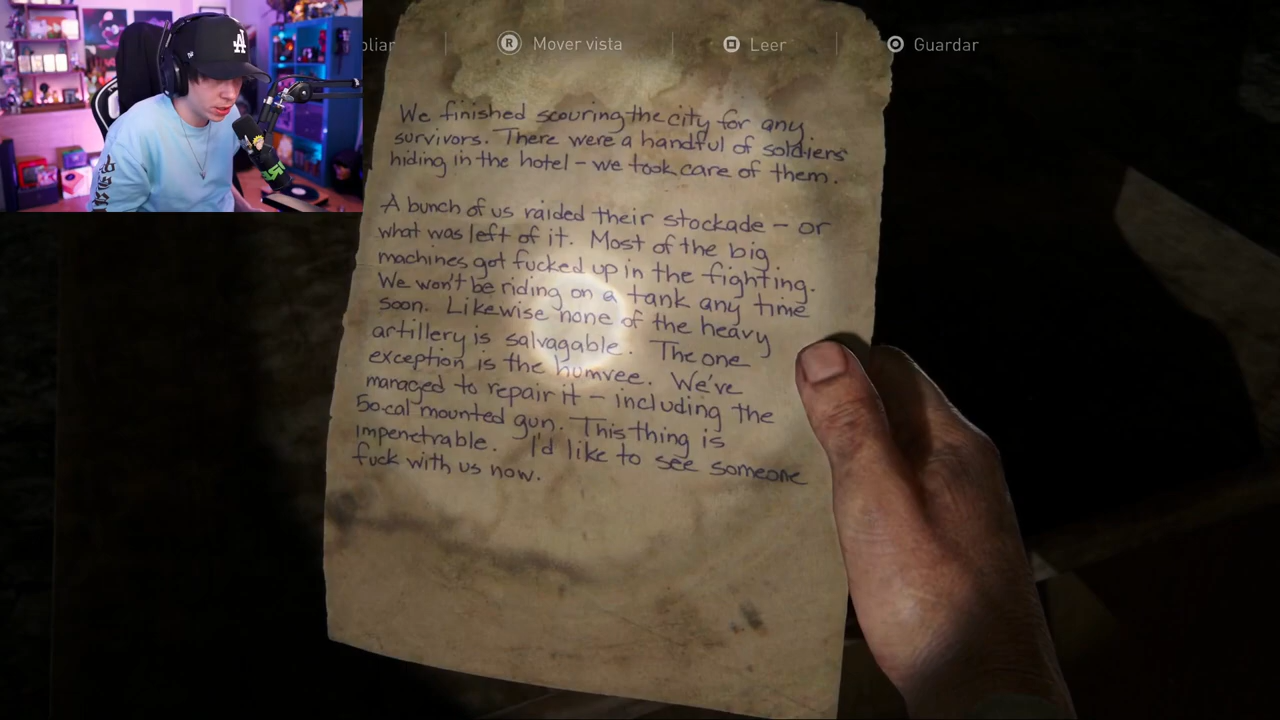 pliar
R Mover vista
Leer
Guardar
LA
We finished scouring the city for any
survivors. There were a handful of soldiers
hiding in the hotel - we took care of them.
A bunch of us raided their stockade - or
what was left of it. Most of the big
machines got fucked up in the fighting.
We won't be riding on a tank any time
soon. Likewise none of the heavy
artillery is salvagable. The one
exception is the humvee. We've
managed to repair it - including the
50.cal mounted gun. This thing is
impenetrable. I'd like to see someone
fuck with us now.